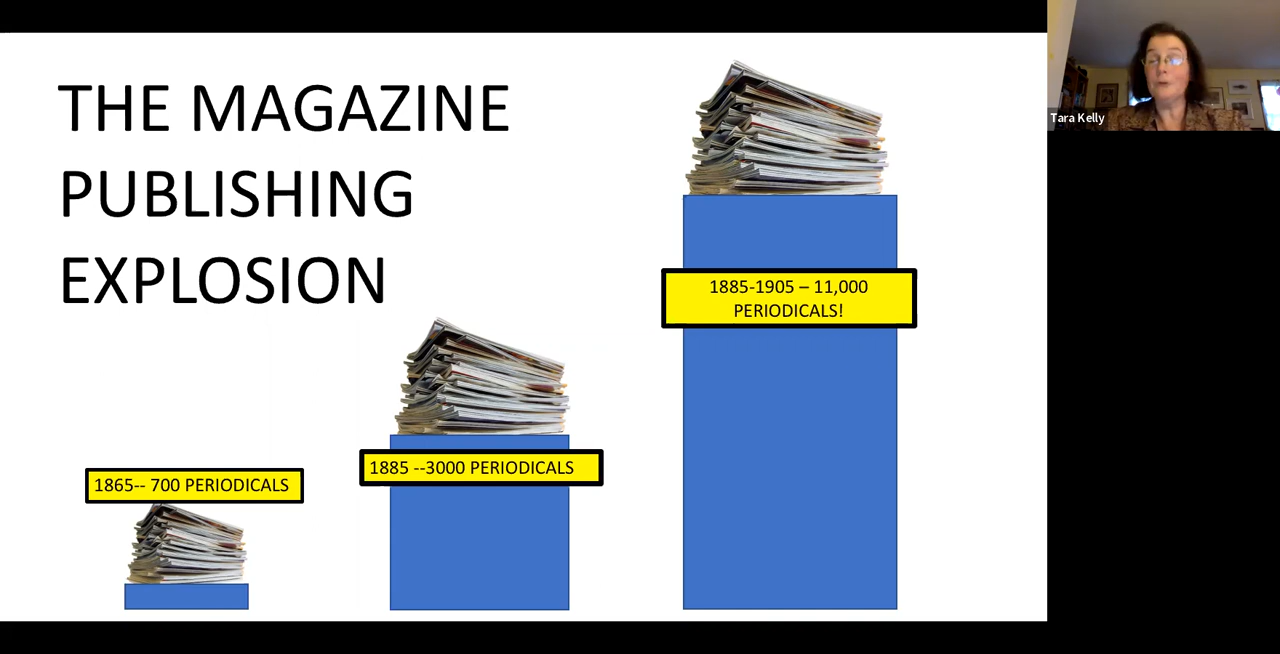 THE MAGAZINE
PUBLISHING
EXPLOSION
1865-- 700 PERIODICALS
1885 --3000 PERIODICALS
1885-1905 – 11,000
PERIODICALS!
Tara Kelly